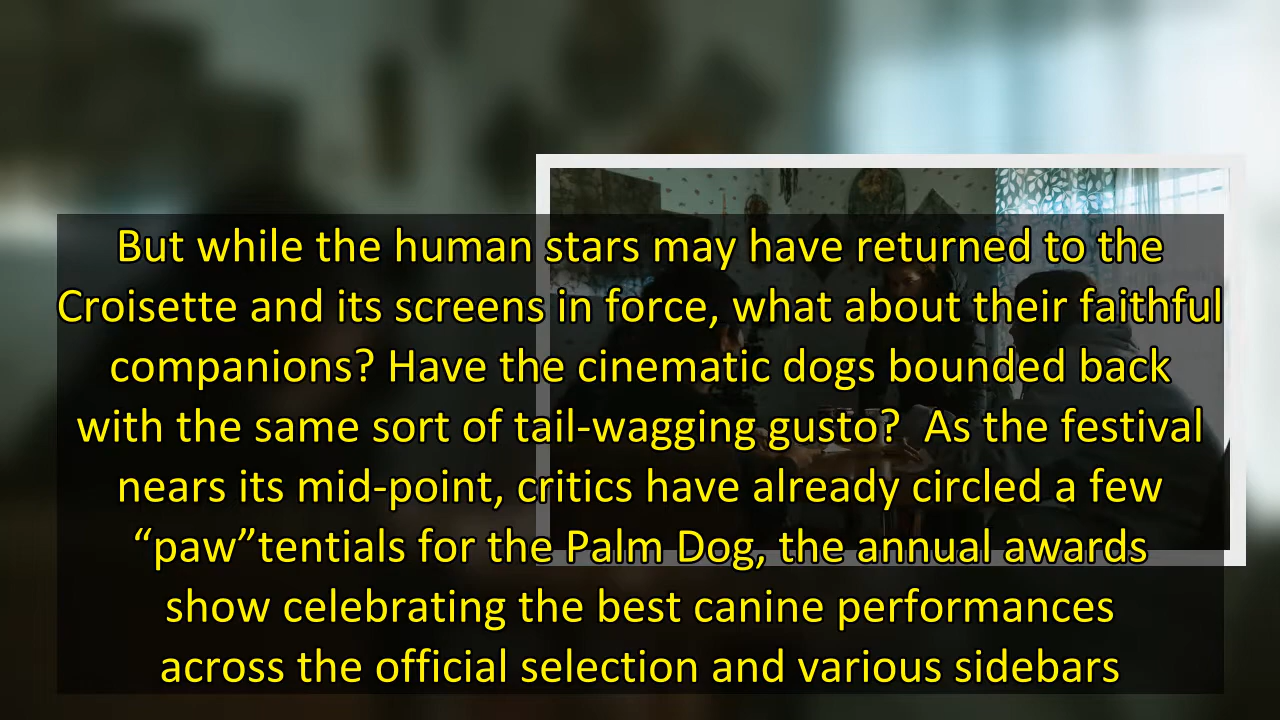 But while the human stars may have returned to the
Croisette and its screens in force, what about their faithful
companions? Have the cinematic dogs bounded back
with the same sort of tail-wagging gusto?  As the festival
nears its mid-point, critics have already circled a few
“paw”tentials for the Palm Dog, the annual awards
show celebrating the best canine performances
across the official selection and various sidebars